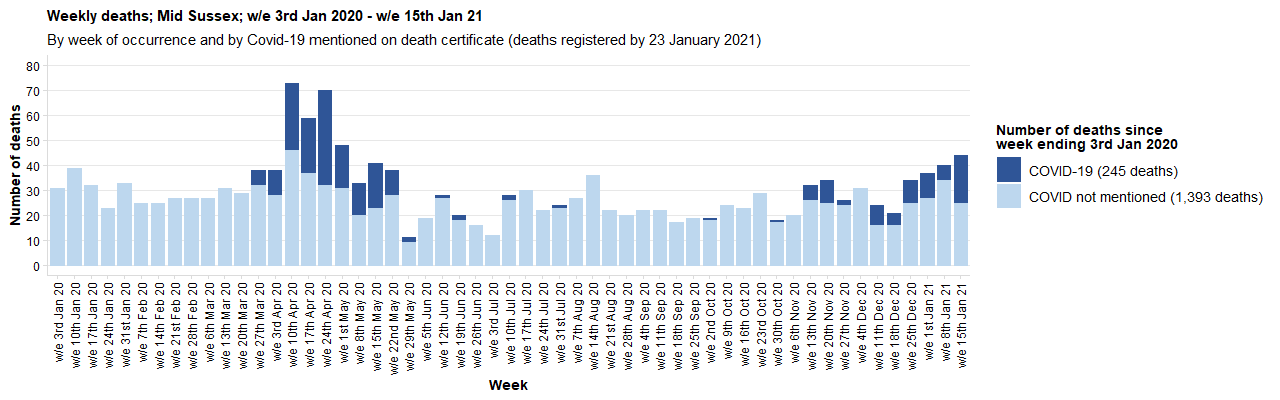 Weekly deaths; Mid Sussex; w/e 3rd Jan 2020 - w/e 15th Jan 21
By week of occurrence and by Covid-19 mentioned on death certificate (deaths registered by 23 January 2021)
Number of deaths
80
70
60
50
40
30
20
10
0
w/e 3rd Jan 20
w/e 10th Jan 20
w/e 17th Jan 20
w/e 24th Jan 20
w/e 31st Jan 20
w/e 7th Feb 20
w/e 14th Feb 20
w/e 21st Feb 20
w/e 28th Feb 20
w/e 6th Mar 20
w/e 13th Mar 20
w/e 20th Mar 20
w/e 27th Mar 20
w/e 3rd Apr 20
w/e 10th Apr 20
w/e 17th Apr 20
w/e 24th Apr 20
w/e 1st May 20
w/e 8th May 20
w/e 15th May 20
w/e 22nd May 20
w/e 29th May 20
w/e 5th Jun 20
w/e 12th Jun 20
w/e 19th Jun 20
w/e 26th Jun 20
w/e 3rd Jul 20
w/e 10th Jul 20
w/e 17th Jul 20
w/e 24th Jul 20
w/e 31st Jul 20
w/e 7th Aug 20
w/e 14th Aug 20
w/e 21st Aug 20
w/e 28th Aug 20
w/e 4th Sep 20
w/e 11th Sep 20
w/e 18th Sep 20
w/e 25th Sep 20
w/e 2nd Oct 20
w/e 9th Oct 20
w/e 16th Oct 20
w/e 23rd Oct 20
w/e 30th Oct 20
w/e 6th Nov 20
w/e 13th Nov 20
w/e 20th Nov 20
w/e 27th Nov 20
w/e 4th Dec 20
w/e 11th Dec 20
w/e 18th Dec 20
w/e 25th Dec 20
w/e 1st Jan 21
w/e 8th Jan 21
w/e 15th Jan 21
Week
Number of deaths since
week ending 3rd Jan 2020
COVID-19 (245 deaths)
COVID not mentioned (1,393 deaths)